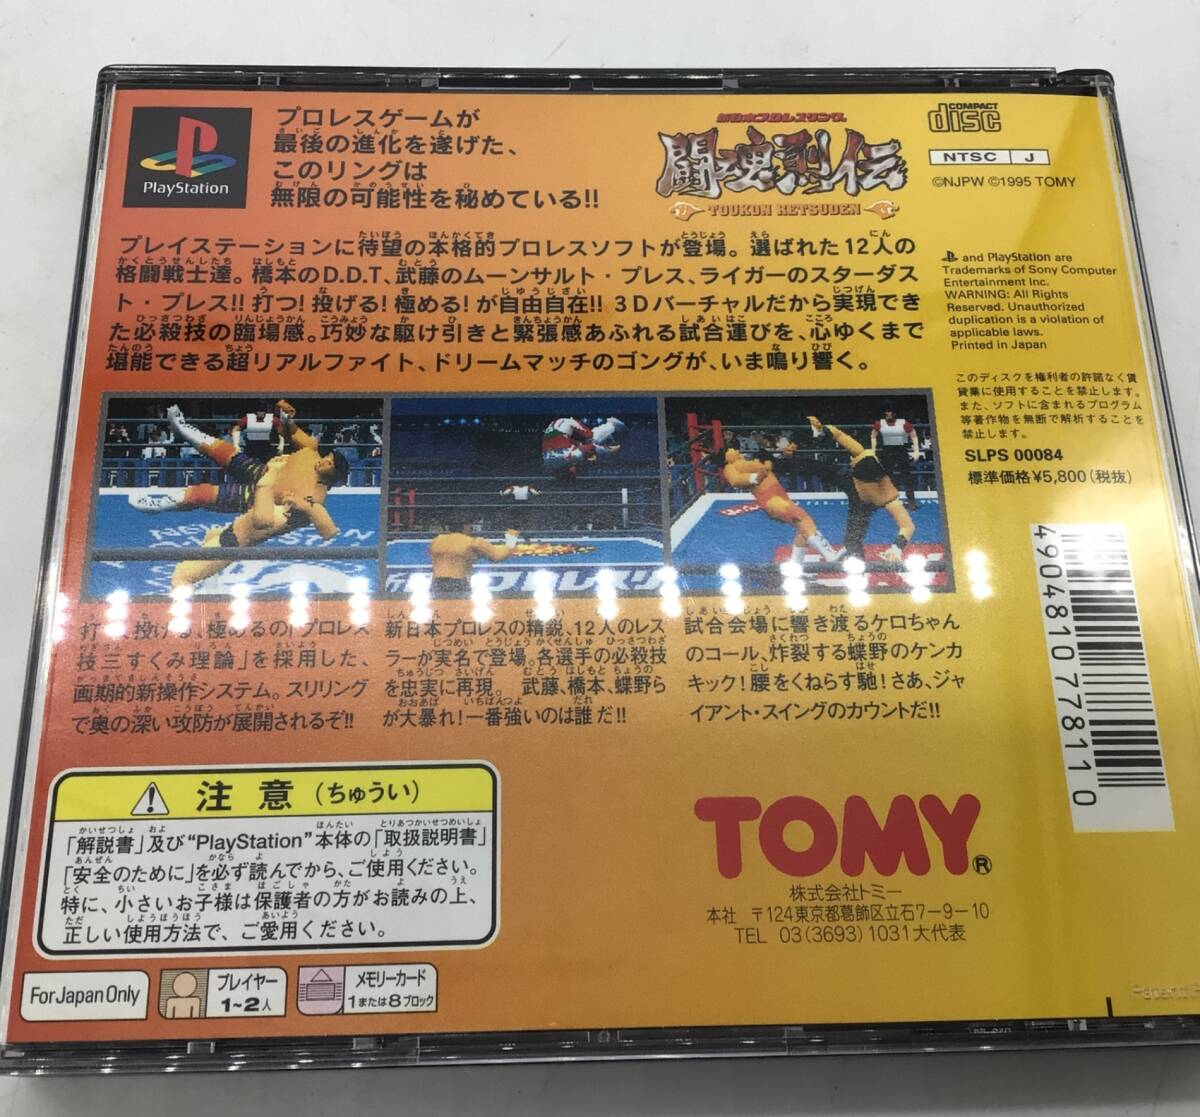 PlayStation
プロレスゲームが
最後の進化を遂げた、
このリングは
無限の可能性を秘めている!!
新日本プロレスリング
闘魂烈伝
TOUKON RETSUDEN
COMPACT
disc
NTSC J
©NJPW ©1995 TOMY
プレイステーションに待望の本格的プロレスソフトが登場。選ばれた12人の
格闘戦士達。橋本のD.D.T、武藤のムーンサルト・プレス、ライガーのスターダス
ト・プレス!!打つ!投げる!極める!が自由自在!!3Dバーチャルだから実現でき
た必殺技の臨場感。巧妙な駆け引きと緊張感あふれる試合運びを、心ゆくまで
堪能できる超リアルファイト、ドリームマッチのゴングが、いま鳴り響く。
and PlayStation are
Trademarks of Sony Computer
Entertainment Inc.
WARNING: All Rights
Reserved. Unauthorized
duplication is a violation of
applicable laws.
Printed in Japan
このディスクを権利者の許諾なく賃
貸業に使用することを禁止します。
また、ソフトに含まれるプログラム
等著作物を無断で解析することを
禁止します。
SLPS 00084
標準価格¥5,800(税抜)
4904810778110
プロレスリン
打つ、投げる、極めるの「プロレス
技三すくみ理論」を採用した、
画期的新操作システム。スリリング
で奥の深い攻防が展開されるぞ!!
新日本プロレスの精鋭、12人のレス
ラーが実名で登場。各選手の必殺技
を忠実に再現。武藤、橋本、蝶野ら
が大暴れ!一番強いのは誰だ!!
試合会場に響き渡るケロちゃん
のコール、炸裂する蝶野のケンカ
キック!腰をくねらす馳!さあ、ジャ
イアント・スイングのカウントだ!!
注意(ちゅうい)
「解説書」及び“PlayStation”本体の「取扱説明書」
「安全のために」を必ず読んでから、ご使用ください。
特に、小さいお子様は保護者の方がお読みの上、
正しい使用方法で、ご愛用ください。
TOMY®
株式会社トミー
本社 〒124東京都葛飾区立石7-9-10
TEL 03(3693)1031大代表
For Japan Only
プレイヤー
1~2人
メモリーカード
1または8ブロック